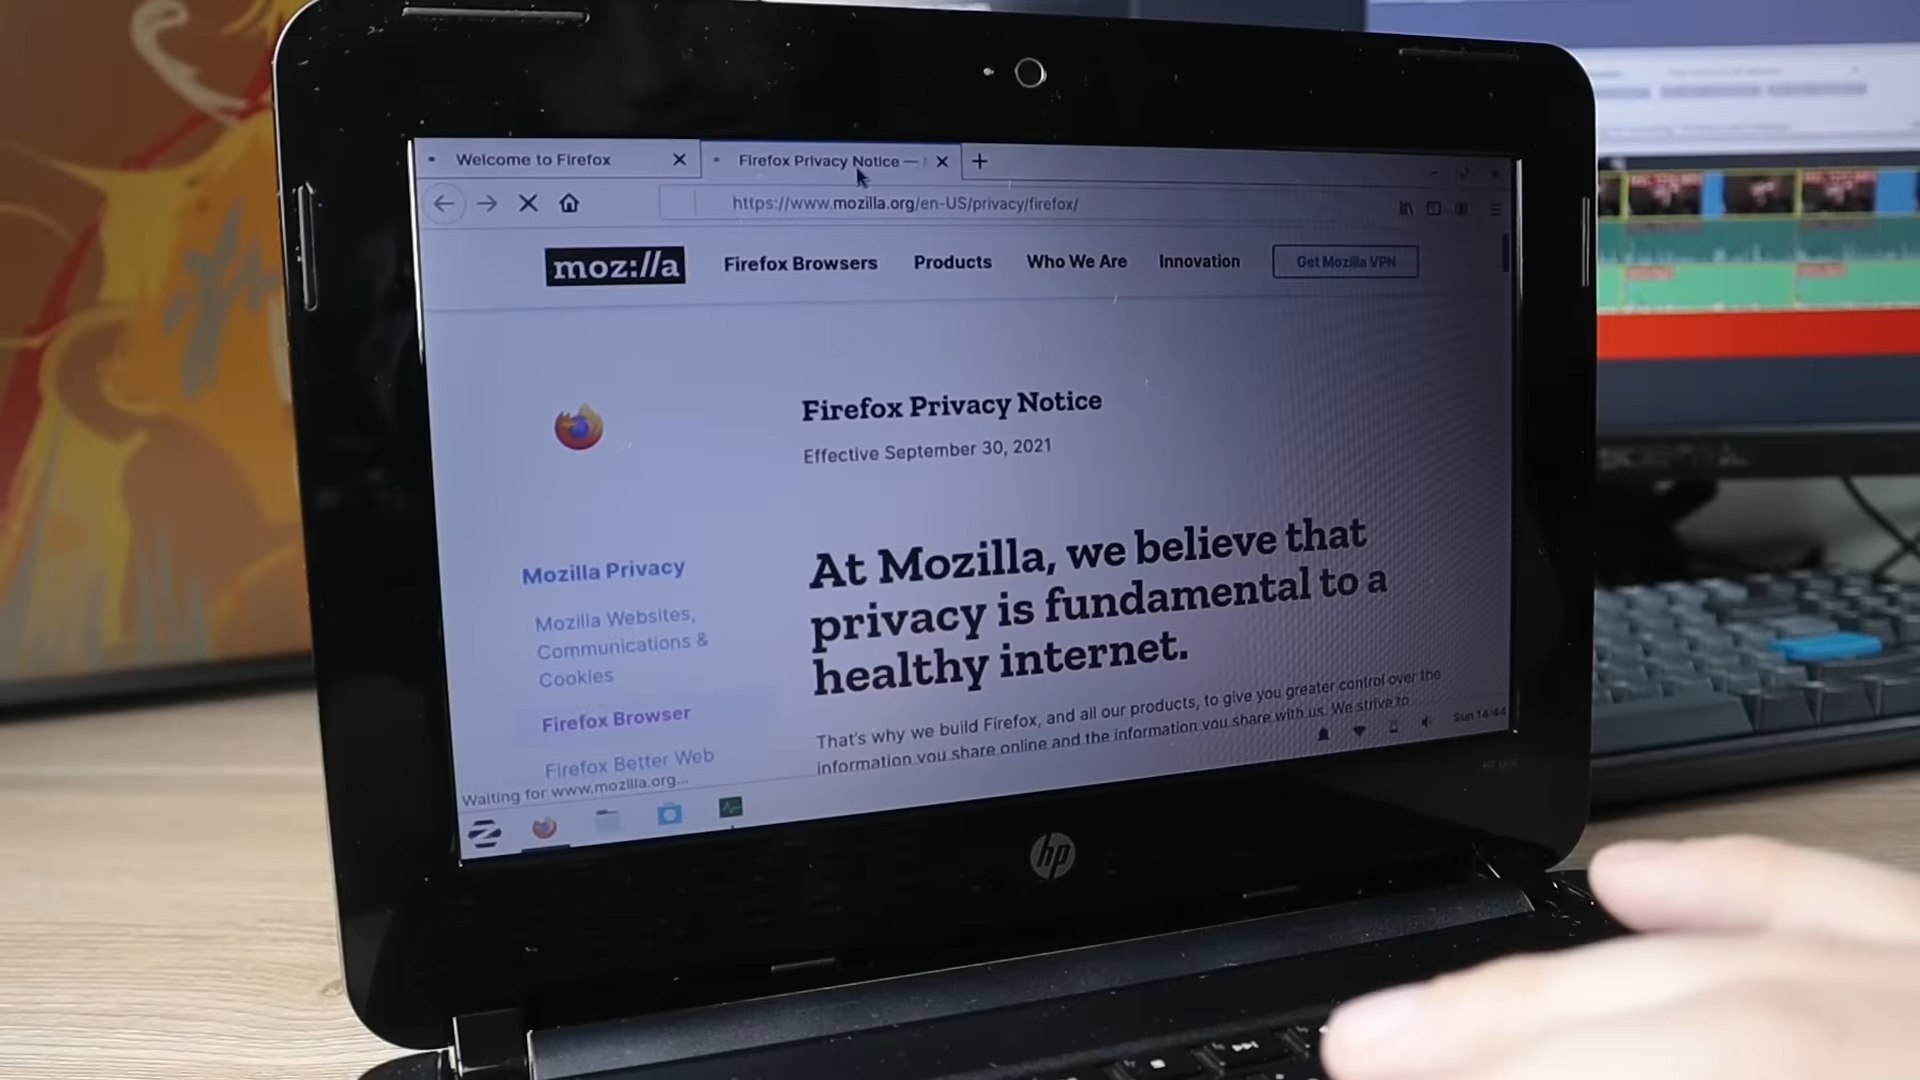 Welcome to Firefox
Firefox Privacy Notice —
https://www.mozilla.org/en-US/privacy/firefox/
moz://a
Firefox Browsers
Products
Who We Are
Innovation
Get Mozilla VPN
Firefox Privacy Notice
Effective September 30, 2021
At Mozilla, we believe that
privacy is fundamental to a
healthy internet.
Mozilla Privacy
Mozilla Websites,
Communications &
Cookies
Firefox Browser
Firefox Better Web
That's why we build Firefox, and all our products, to give you greater control over the
information you share online and the information you share with us. We strive to
Waiting for www.mozilla.org...
Sun 14:44
hp